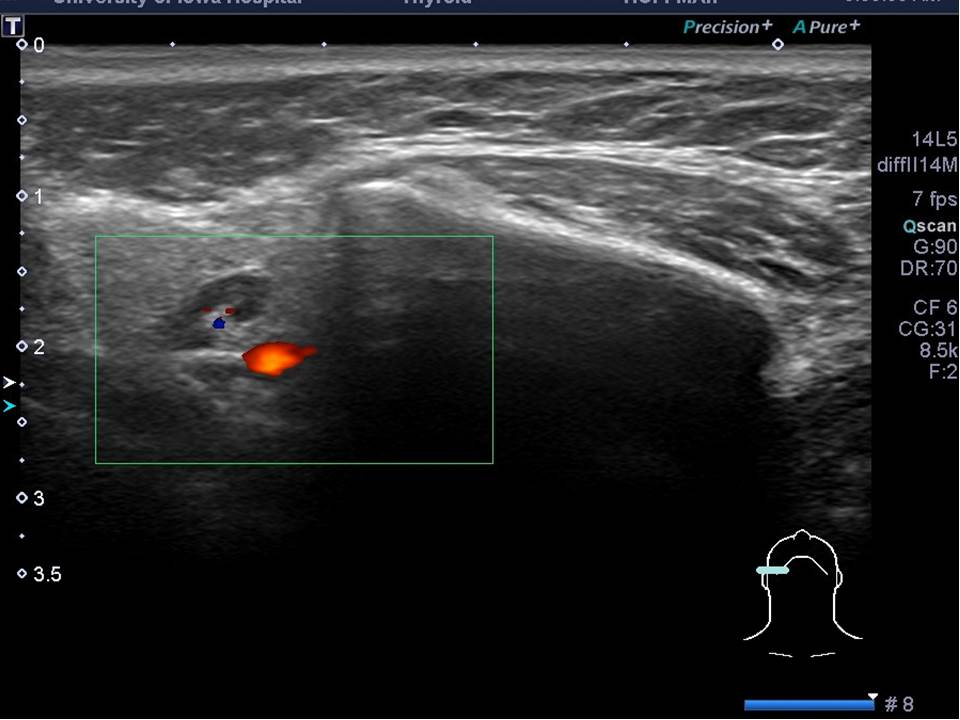 University of Iowa Hospital Thyroid
T
Precision+ APure+
0
1
2
3
3.5
14L5
diffII14M
7 fps
Qscan
G:90
DR:70
CF 6
CG:31
8.5k
F:2
# 8